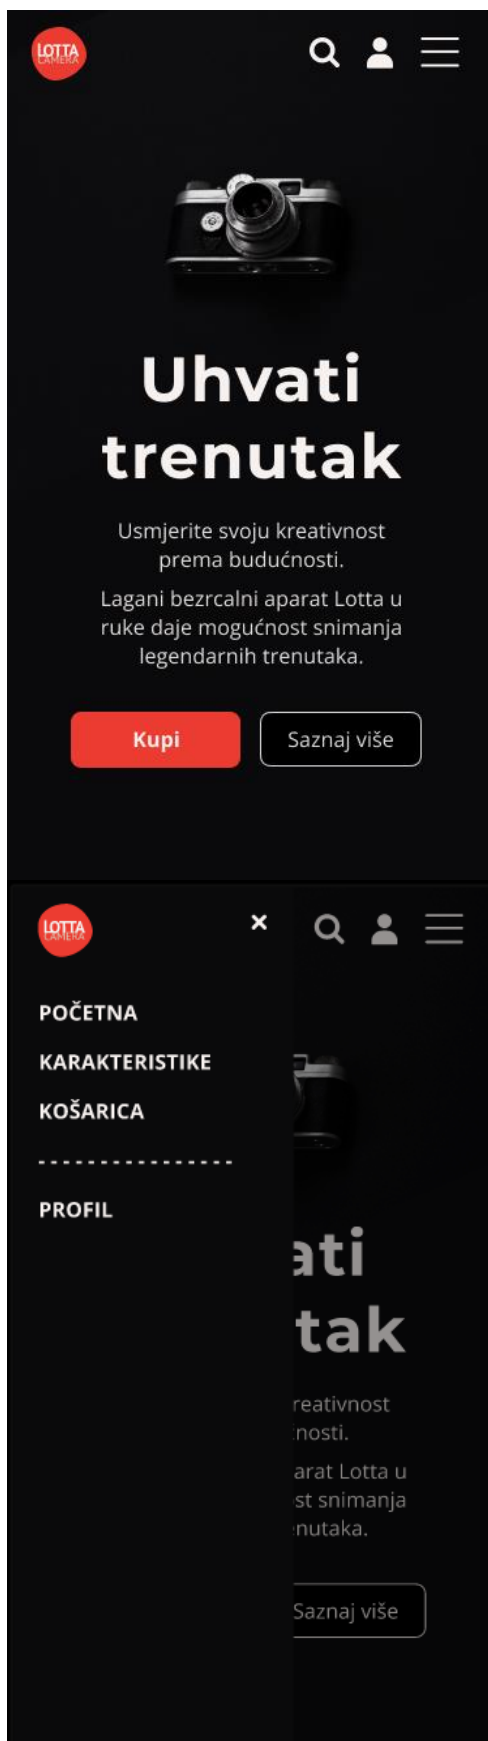 LOTTA
CAMERA
Uhvati
trenutak
Usmjerite svoju kreativnost
prema budućnosti.
Lagani bezrcalni aparat Lotta u
ruke daje mogućnost snimanja
legendarnih trenutaka.
Kupi
Saznaj više
LOTTA
CAMERA
POČETNA
KARAKTERISTIKE
KOŠARICA
----------------
PROFIL
ati
tak
reativnost
nosti.
arat Lotta u
st snimanja
enutaka.
Saznaj više